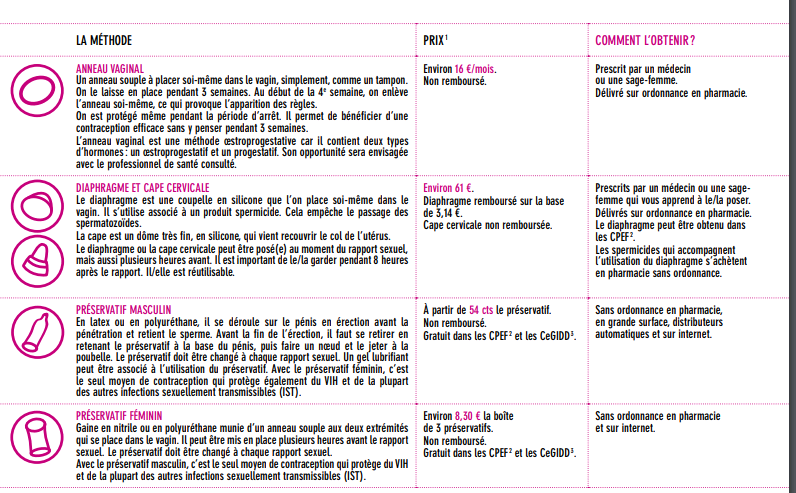 LA MÉTHODE
PRIX¹
COMMENT L'OBTENIR ?
ANNEAU VAGINAL
Un anneau souple à placer soi-même dans le vagin, simplement, comme un tampon.
On le laisse en place pendant 3 semaines. Au début de la 4ᵉ semaine, on enlève
l'anneau soi-même, ce qui provoque l'apparition des règles.
On est protégé même pendant la période d'arrêt. Il permet de bénéficier d'une
contraception efficace sans y penser pendant 3 semaines.
L'anneau vaginal est une méthode œstroprogestative car il contient deux types
d'hormones : un œstroprogestatif et un progestatif. Son opportunité sera envisagée
avec le professionnel de santé consulté.
Environ 16 €/mois.
Non remboursé.
Prescrit par un médecin
ou une sage-femme.
Délivré sur ordonnance en pharmacie.
DIAPHRAGME ET CAPE CERVICALE
Le diaphragme est une coupelle en silicone que l'on place soi-même dans le
vagin. Il s'utilise associé à un produit spermicide. Cela empêche le passage des
spermatozoïdes.
La cape est un dôme très fin, en silicone, qui vient recouvrir le col de l'utérus.
Le diaphragme ou la cape cervicale peut être posé(e) au moment du rapport sexuel,
mais aussi plusieurs heures avant. Il est important de le/la garder pendant 8 heures
après le rapport. Il/elle est réutilisable.
Environ 61 €.
Diaphragme remboursé sur la base
de 3,14 €.
Cape cervicale non remboursée.
Prescrits par un médecin ou une sage-
femme qui vous apprend à le/la poser.
Délivrés sur ordonnance en pharmacie.
Le diaphragme peut être obtenu dans
les CPEF².
Les spermicides qui accompagnent
l'utilisation du diaphragme s'achètent
en pharmacie sans ordonnance.
PRÉSERVATIF MASCULIN
En latex ou en polyuréthane, il se déroule sur le pénis en érection avant la
pénétration et retient le sperme. Avant la fin de l'érection, il faut se retirer en
retenant le préservatif à la base du pénis, puis faire un nœud et le jeter à la
poubelle. Le préservatif doit être changé à chaque rapport sexuel. Un gel lubrifiant
peut être associé à l'utilisation du préservatif. Avec le préservatif féminin, c'est
le seul moyen de contraception qui protège également du VIH et de la plupart
des autres infections sexuellement transmissibles (IST).
À partir de 54 cts le préservatif.
Non remboursé.
Gratuit dans les CPEF² et les CeGIDD³.
Sans ordonnance en pharmacie,
en grande surface, distributeurs
automatiques et sur internet.
PRÉSERVATIF FÉMININ
Gaine en nitrile ou en polyuréthane munie d'un anneau souple aux deux extrémités
qui se place dans le vagin. Il peut être mis en place plusieurs heures avant le rapport
sexuel. Le préservatif doit être changé à chaque rapport sexuel.
Avec le préservatif masculin, c'est le seul moyen de contraception qui protège du VIH
et de la plupart des autres infections sexuellement transmissibles (IST).
Environ 8,30 € la boîte
de 3 préservatifs.
Non remboursé.
Gratuit dans les CPEF² et les CeGIDD³.
Sans ordonnance en pharmacie
et sur internet.